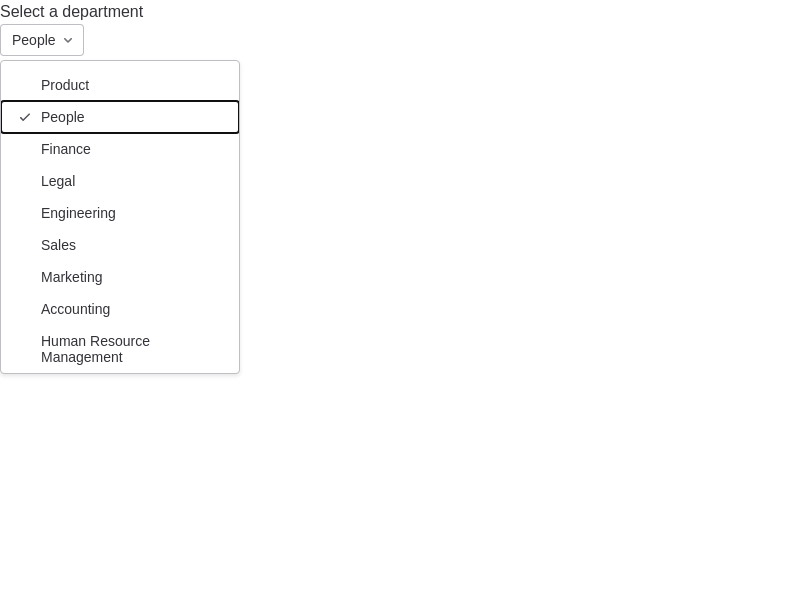 Select a department
People
Product
People
Finance
Legal
Engineering
Sales
Marketing
Accounting
Human Resource
Management